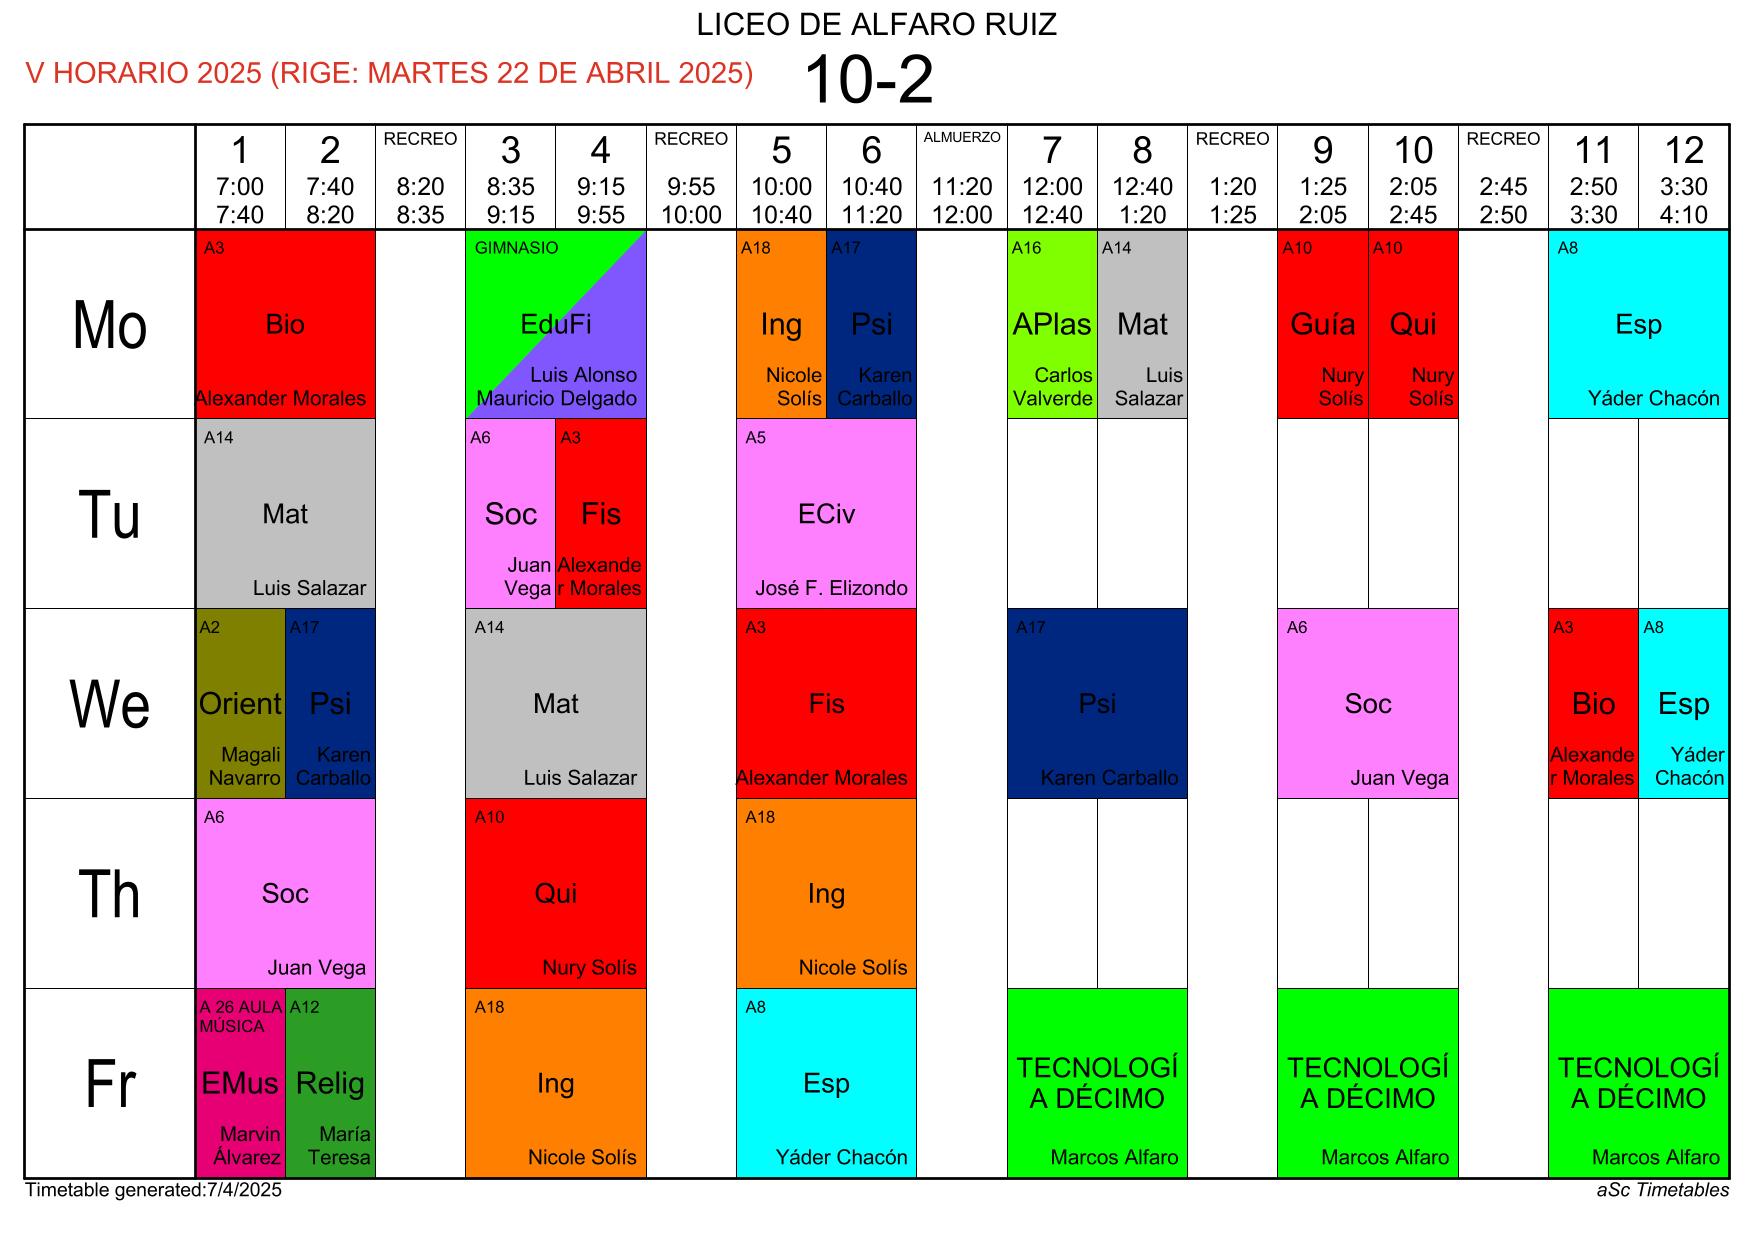 LICEO DE ALFARO RUIZ
V HORARIO 2025 (RIGE: MARTES 22 DE ABRIL 2025)
10-2
1 2 RECREO 3 4 RECREO 5 6 ALMUERZO 7 8 RECREO 9 10 RECREO 11 12
7:00 7:40 8:20 8:35 9:15 9:55 10:00 10:40 11:20 12:00 12:40 1:20 1:25 2:05 2:45 2:50 3:30
7:40 8:20 8:35 9:15 9:55 10:00 10:40 11:20 12:00 12:40 1:20 1:25 2:05 2:45 2:50 3:30 4:10
Mo
A3
Bio
Alexander Morales
GIMNASIO
EduFi
Luis Alonso
Mauricio Delgado
A18
Ing
Nicole
Solís
A17
Psi
Karen
Carballo
A16
APlas
Carlos
Valverde
A14
Mat
Luis
Salazar
A10
Guía
Nury
Solís
A10
Qui
Nury
Solís
A8
Esp
Yáder Chacón
Tu
A14
Mat
Luis Salazar
A6
Soc
Juan
Vega
A3
Fis
Alexande
r Morales
A5
ECiv
José F. Elizondo
We
A2
Orient
Magali
Navarro
A17
Psi
Karen
Carballo
A14
Mat
Luis Salazar
A3
Fis
Alexander Morales
A17
Psi
Karen Carballo
A6
Soc
Juan Vega
A3
Bio
Alexande
r Morales
A8
Esp
Yáder
Chacón
Th
A6
Soc
Juan Vega
A10
Qui
Nury Solís
A18
Ing
Nicole Solís
Fr
A 26 AULA
MÚSICA
EMus
Marvin
Álvarez
A12
Relig
María
Teresa
A18
Ing
Nicole Solís
A8
Esp
Yáder Chacón
TECNOLOGÍ
A DÉCIMO
Marcos Alfaro
TECNOLOGÍ
A DÉCIMO
Marcos Alfaro
TECNOLOGÍ
A DÉCIMO
Marcos Alfaro
Timetable generated:7/4/2025
aSc Timetables